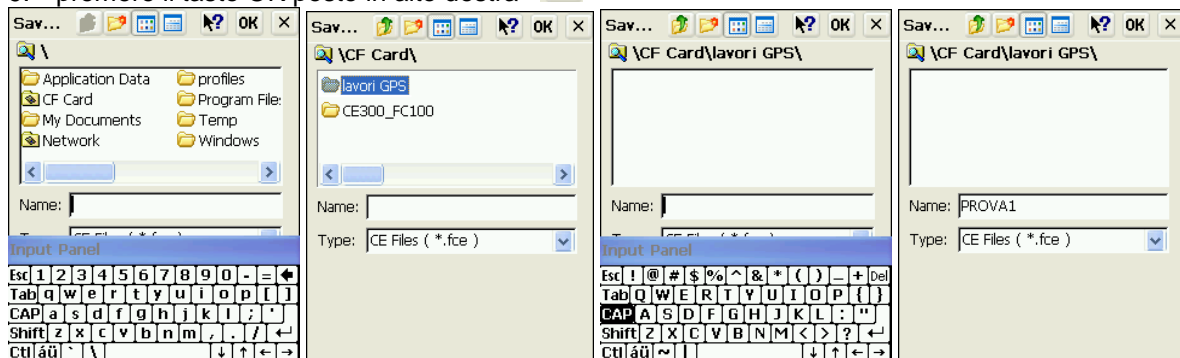 premere il tasto OK posto in alto destra
Sav... ? OK ×
\
Application Data profiles
CF Card Program File:
My Documents Temp
Network Windows
Name:
Input Panel
Esc 1 2 3 4 5 6 7 8 9 0 - =
Tab q w e r t y u i o p [ ]
CAP a s d f g h j k l ; '
Shift z x c v b n m , . /
Ctl áü ` \
Sav... ? OK ×
\CF Card\
lavori GPS
CE300_FC100
Name:
Type: CE Files ( *.fce )
Sav... ? OK ×
\CF Card\lavori GPS\
Name:
Input Panel
Esc ! @ # $ % ^ & * ( ) _ + Del
Tab Q W E R T Y U I O P { }
CAP A S D F G H J K L : "
Shift Z X C V B N M < > ?
Ctl áü ~ |
Sav... ? OK ×
\CF Card\lavori GPS\
Name: PROVA1
Type: CE Files ( *.fce )